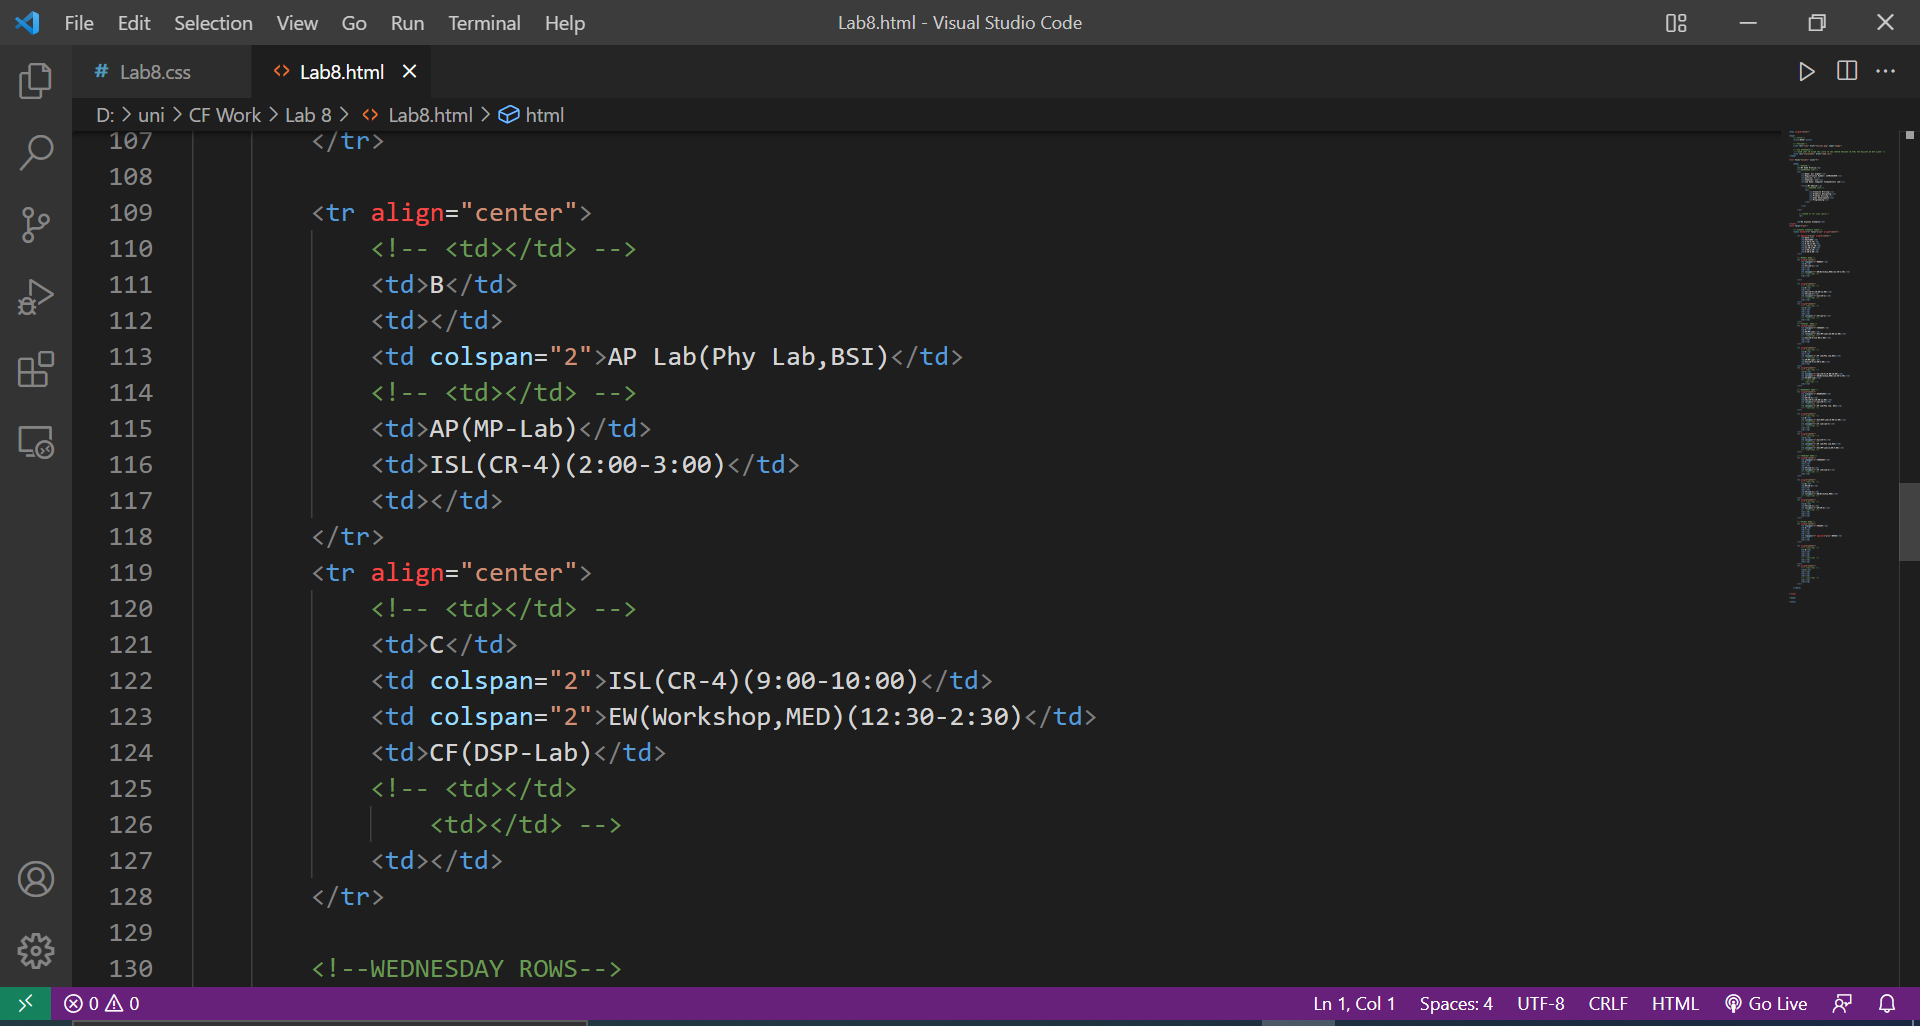 File Edit Selection View Go Run Terminal Help
Lab8.html - Visual Studio Code
# Lab8.css <> Lab8.html ×
D: > uni > CF Work > Lab 8 > <> Lab8.html > html
107 </tr>
108
109 <tr align="center">
110 <!-- <td></td> -->
111 <td>B</td>
112 <td></td>
113 <td colspan="2">AP Lab(Phy Lab,BSI)</td>
114 <!-- <td></td> -->
115 <td>AP(MP-Lab)</td>
116 <td>ISL(CR-4)(2:00-3:00)</td>
117 <td></td>
118 </tr>
119 <tr align="center">
120 <!-- <td></td> -->
121 <td>C</td>
122 <td colspan="2">ISL(CR-4)(9:00-10:00)</td>
123 <td colspan="2">EW(Workshop,MED)(12:30-2:30)</td>
124 <td>CF(DSP-Lab)</td>
125 <!-- <td></td>
126 <td></td> -->
127 <td></td>
128 </tr>
129
130 <!--WEDNESDAY ROWS-->
0 0 Ln 1, Col 1 Spaces: 4 UTF-8 CRLF HTML Go Live